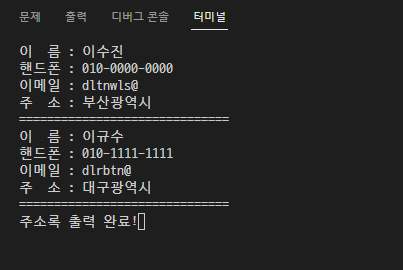 문제 출력 디버그 콘솔 터미널
이 름 : 이수진
핸드폰 : 010-0000-0000
이메일 : dltnwls@
주 소 : 부산광역시
==============================
이 름 : 이규수
핸드폰 : 010-1111-1111
이메일 : dlrbtn@
주 소 : 대구광역시
==============================
주소록 출력 완료!